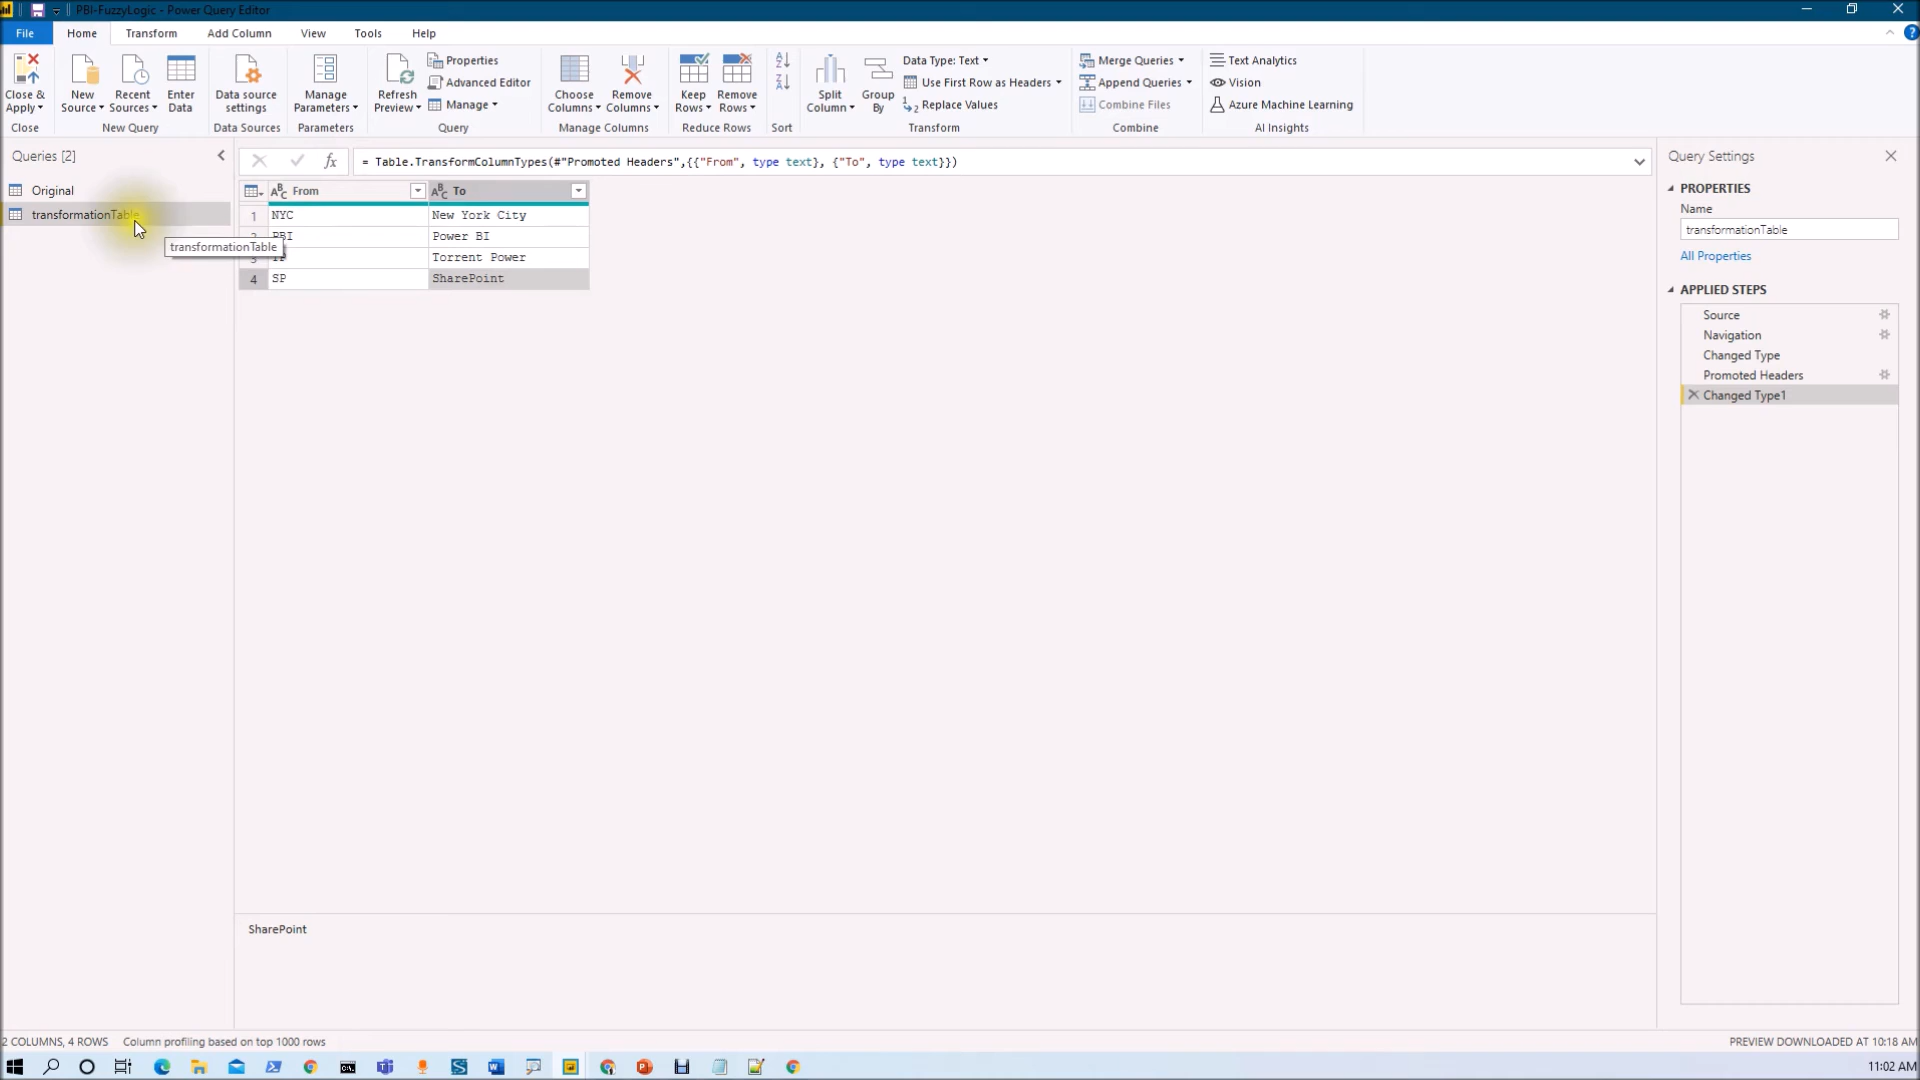 PBI-FuzzyLogic - Power Query Editor
File Home Transform Add Column View Tools Help
Close & Apply
Close
New Source
Recent Sources
Enter Data
New Query
Data source settings
Data Sources
Manage Parameters
Parameters
Refresh Preview
Properties
Advanced Editor
Manage
Query
Choose Columns
Remove Columns
Manage Columns
Keep Rows
Remove Rows
Reduce Rows
Sort
Split Column
Group By
Data Type: Text
Use First Row as Headers
Replace Values
Transform
Merge Queries
Append Queries
Combine Files
Combine
Text Analytics
Vision
Azure Machine Learning
AI Insights
Queries [2]
Original
transformationTable
transformationTable
fx = Table.TransformColumnTypes(#"Promoted Headers",{{"From", type text}, {"To", type text}})
From To
1 NYC New York City
2 PBI Power BI
3 Torrent Power
4 SP SharePoint
SharePoint
Query Settings
PROPERTIES
Name
transformationTable
All Properties
APPLIED STEPS
Source
Navigation
Changed Type
Promoted Headers
Changed Type1
2 COLUMNS, 4 ROWS Column profiling based on top 1000 rows
PREVIEW DOWNLOADED AT 10:18 AM
11:02 AM